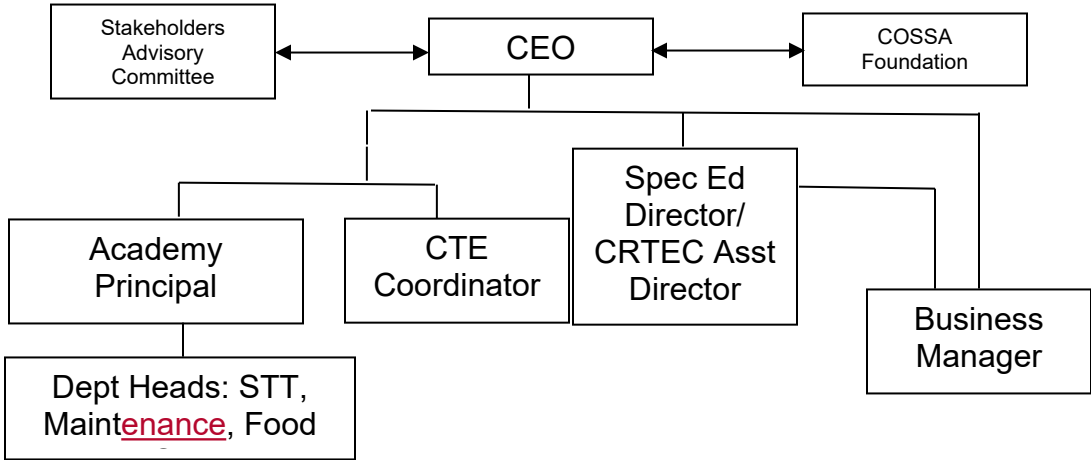 Stakeholders
Advisory
Committee
CEO
COSSA
Foundation
Academy
Principal
CTE
Coordinator
Spec Ed
Director/
CRTEC Asst
Director
Business
Manager
Dept Heads: STT,
Maintenance, Food